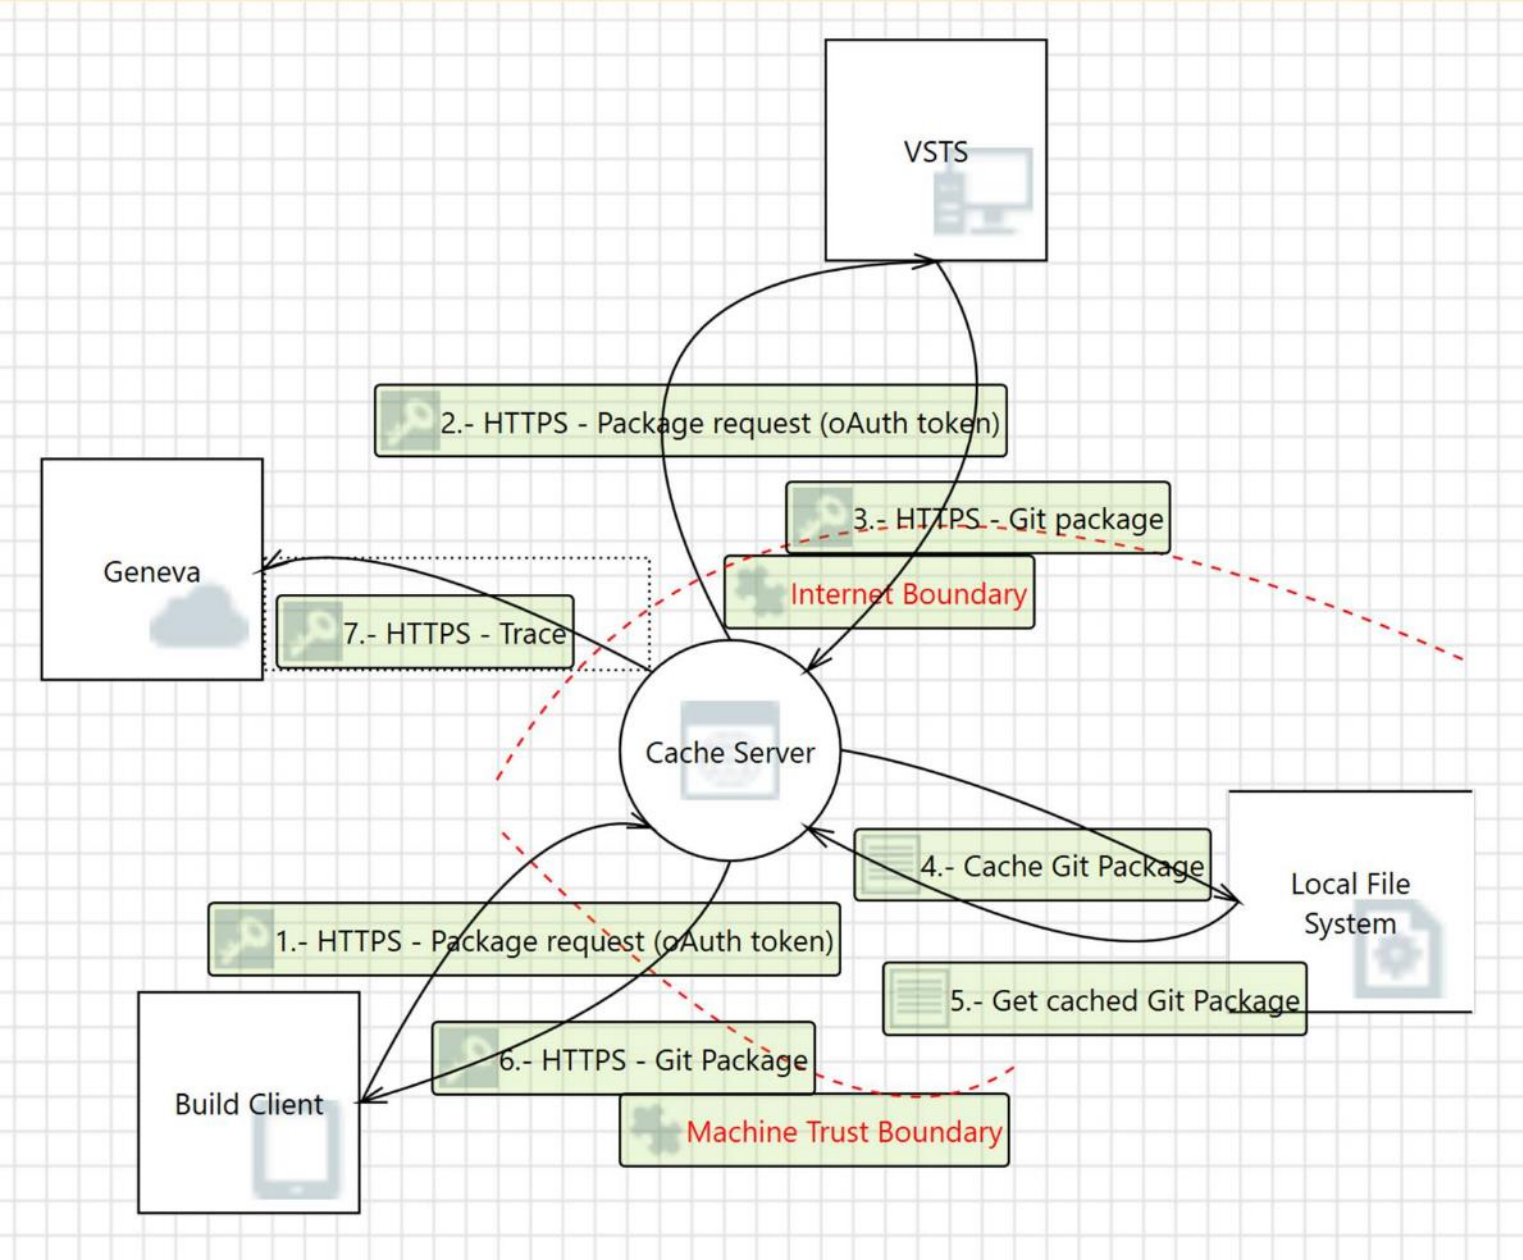 VSTS
2.- HTTPS - Package request (oAuth token)
3.- HTTPS - Git package
Geneva
Internet Boundary
7.- HTTPS - Trace
Cache Server
4.- Cache Git Package
Local File
System
1.- HTTPS - Package request (oAuth token)
5.- Get cached Git Package
6.- HTTPS - Git Package
Build Client
Machine Trust Boundary